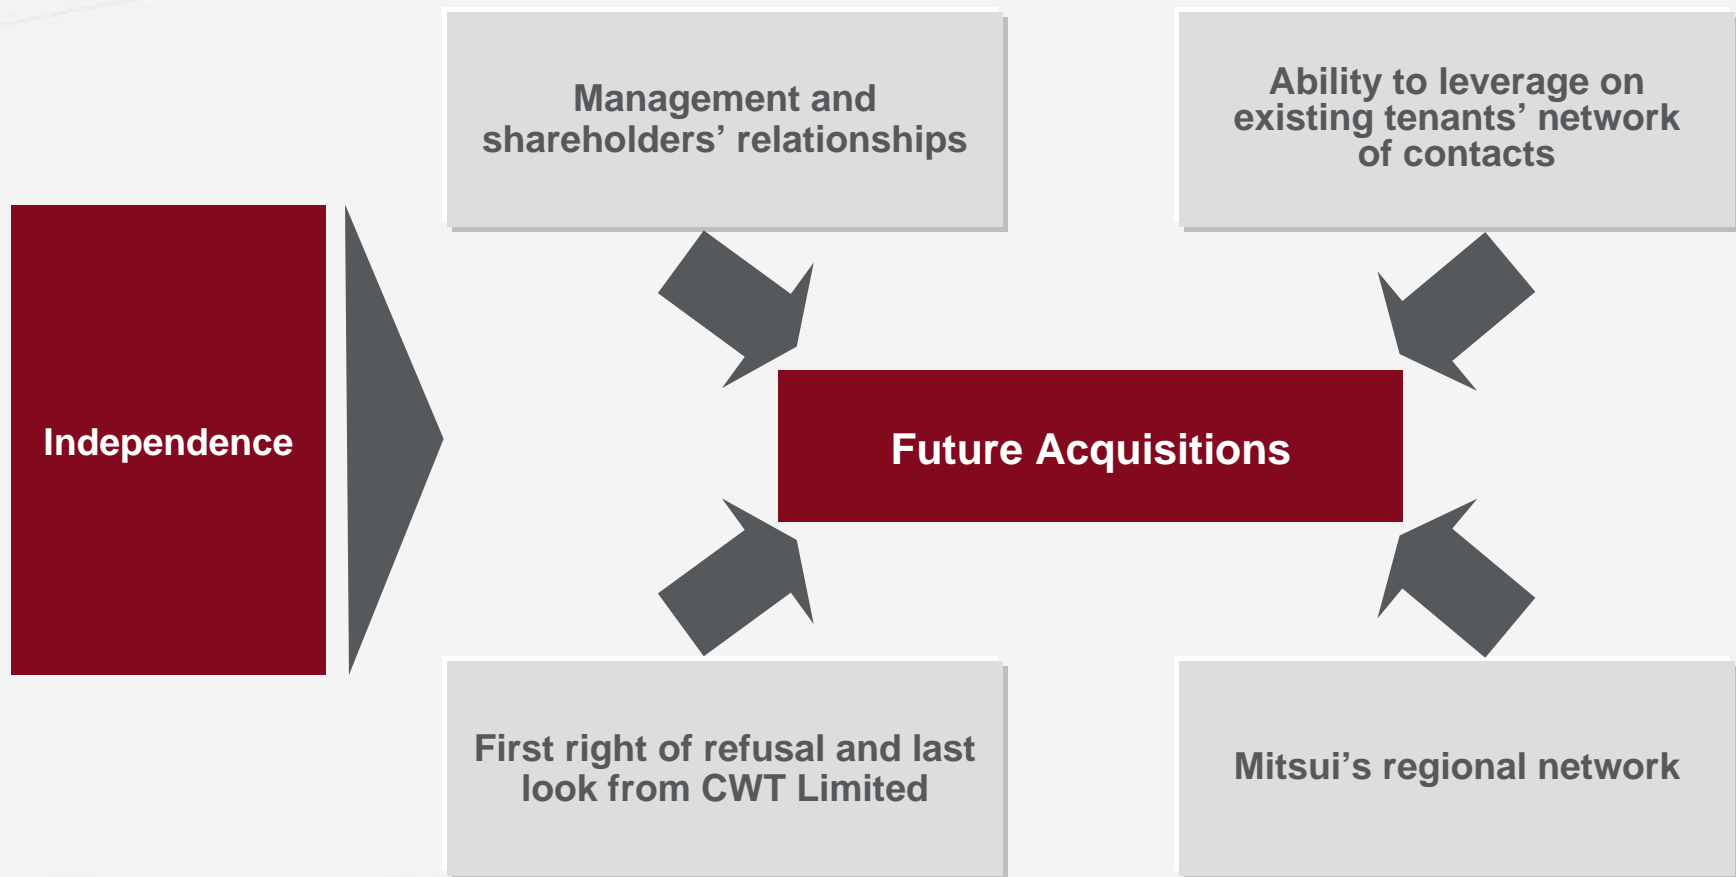 Management and
shareholders’ relationships
Ability to leverage on
existing tenants’ network
of contacts
Independence
Future Acquisitions
First right of refusal and last
look from CWT Limited
Mitsui’s regional network